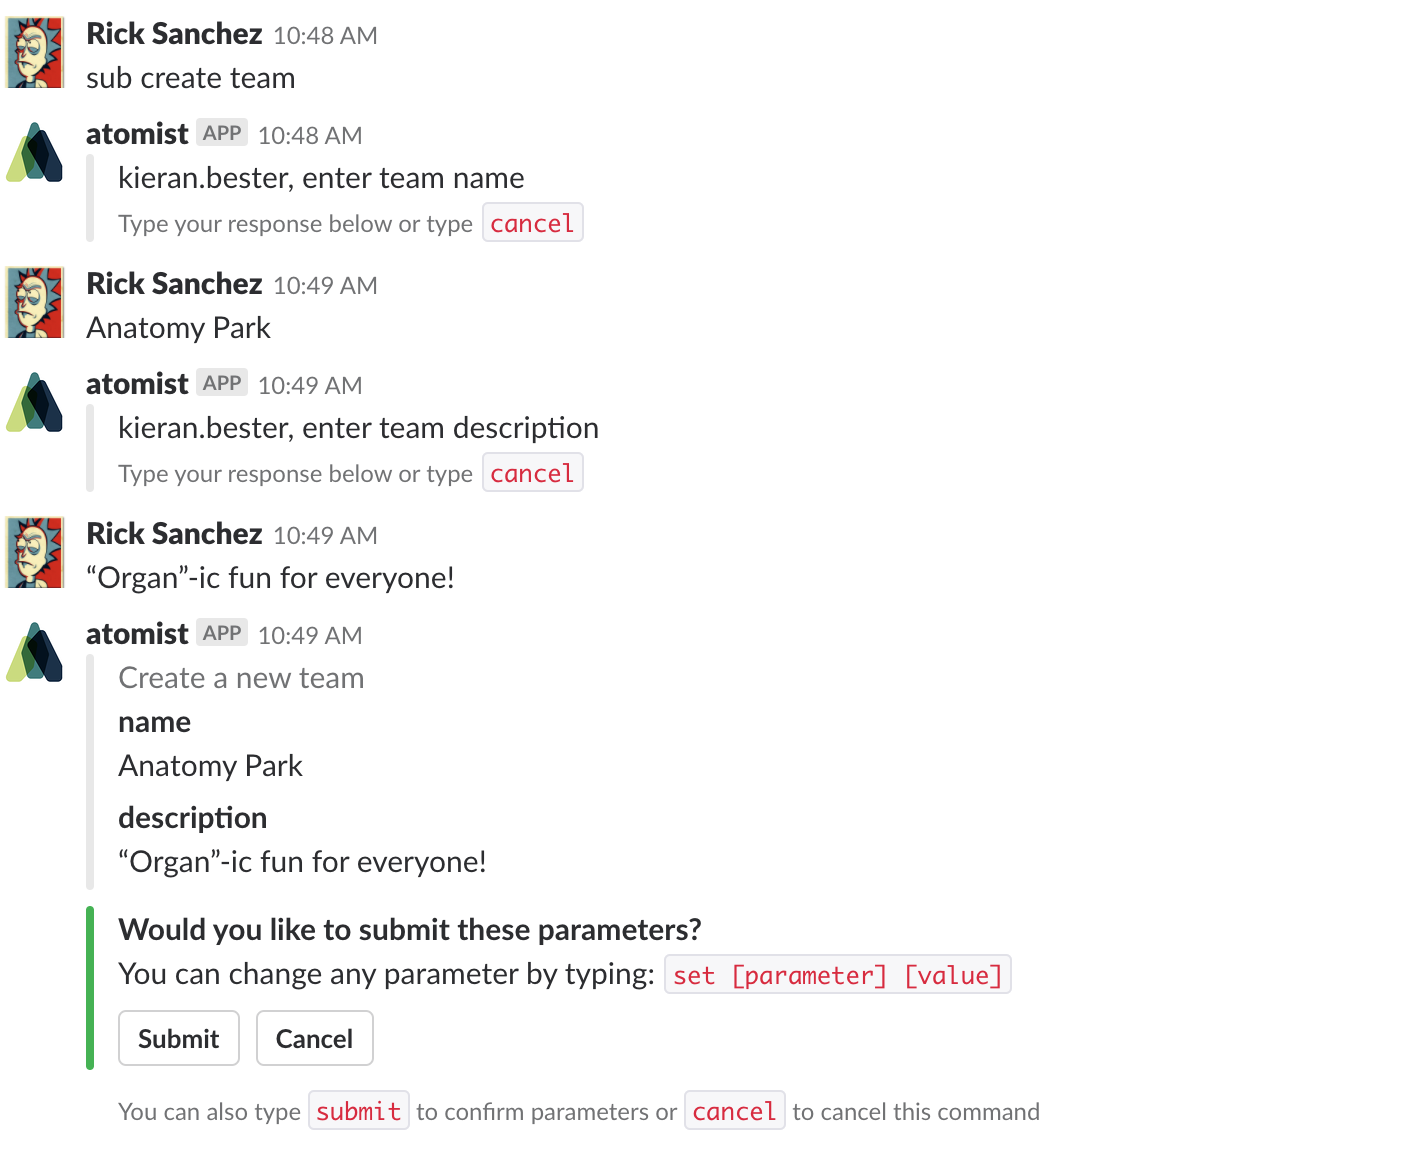 Rick Sanchez 10:48 AM
sub create team
atomist APP 10:48 AM
kieran.bester, enter team name
Type your response below or type cancel
Rick Sanchez 10:49 AM
Anatomy Park
atomist APP 10:49 AM
kieran.bester, enter team description
Type your response below or type cancel
Rick Sanchez 10:49 AM
“Organ”-ic fun for everyone!
atomist APP 10:49 AM
Create a new team
name
Anatomy Park
description
“Organ”-ic fun for everyone!
Would you like to submit these parameters?
You can change any parameter by typing: set [parameter] [value]
Submit Cancel
You can also type submit to confirm parameters or cancel to cancel this command